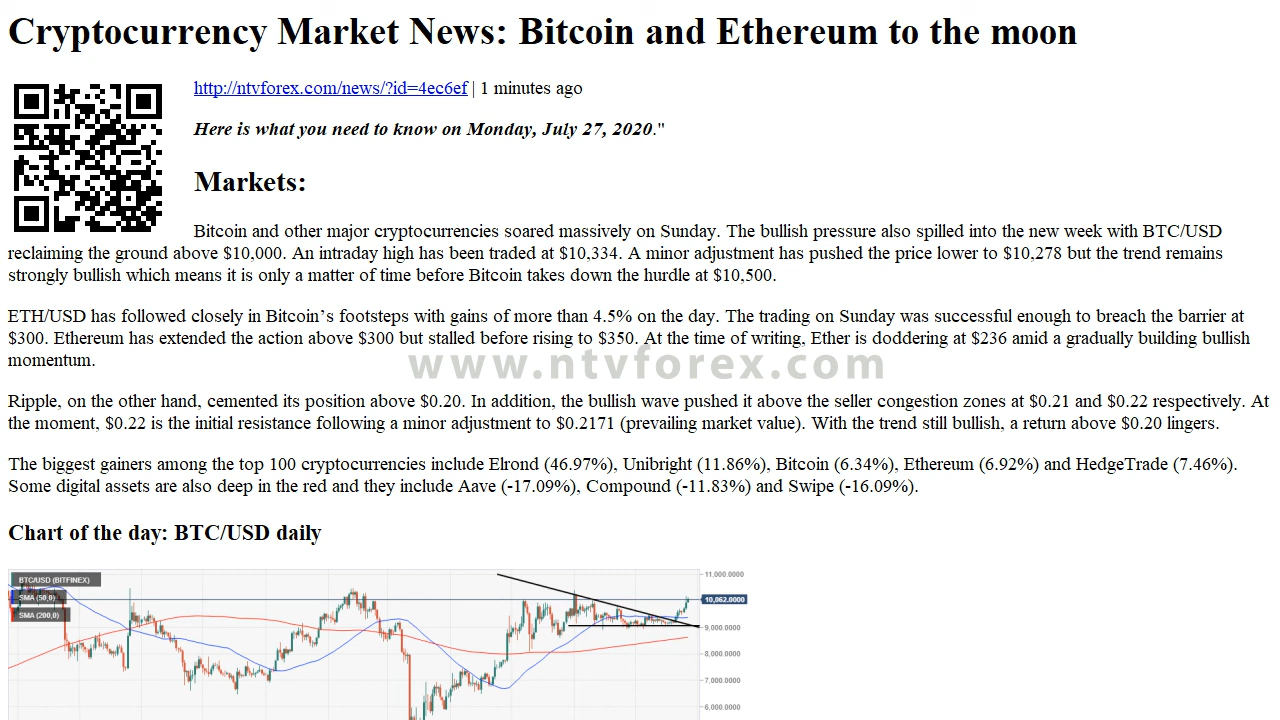 Cryptocurrency Market News: Bitcoin and Ethereum to the moon
http://ntvforex.com/news/?id=4ec6ef | 1 minutes ago
Here is what you need to know on Monday, July 27, 2020."
Markets:
Bitcoin and other major cryptocurrencies soared massively on Sunday. The bullish pressure also spilled into the new week with BTC/USD
reclaiming the ground above $10,000. An intraday high has been traded at $10,334. A minor adjustment has pushed the price lower to $10,278 but the trend remains
strongly bullish which means it is only a matter of time before Bitcoin takes down the hurdle at $10,500.
ETH/USD has followed closely in Bitcoin’s footsteps with gains of more than 4.5% on the day. The trading on Sunday was successful enough to breach the barrier at
$300. Ethereum has extended the action above $300 but stalled before rising to $350. At the time of writing, Ether is doddering at $236 amid a gradually building bullish
momentum.
www.ntvforex.com
Ripple, on the other hand, cemented its position above $0.20. In addition, the bullish wave pushed it above the seller congestion zones at $0.21 and $0.22 respectively. At
the moment, $0.22 is the initial resistance following a minor adjustment to $0.2171 (prevailing market value). With the trend still bullish, a return above $0.20 lingers.
The biggest gainers among the top 100 cryptocurrencies include Elrond (46.97%), Unibright (11.86%), Bitcoin (6.34%), Ethereum (6.92%) and HedgeTrade (7.46%).
Some digital assets are also deep in the red and they include Aave (-17.09%), Compound (-11.83%) and Swipe (-16.09%).
Chart of the day: BTC/USD daily
BTC/USD (BITFINEX)
SMA (50,0)
SMA (200,0)
11,000.0000
10,062.0000
9,000.0000
8,000.0000
7,000.0000
6,000.0000